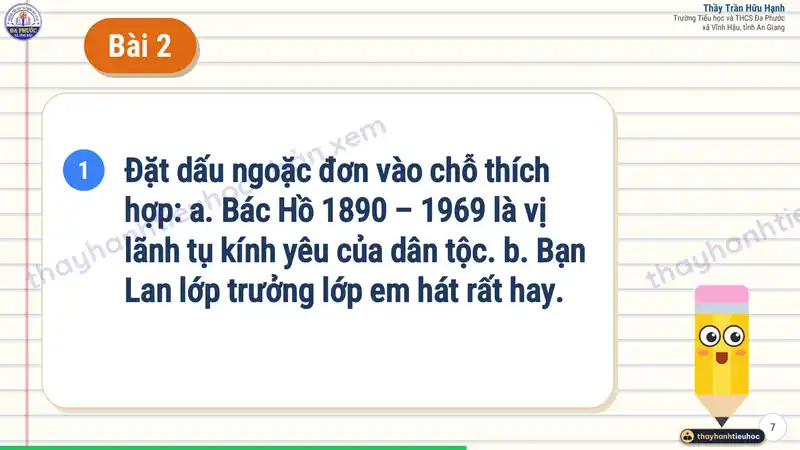 Thầy Trần Hữu Hạnh
Trường Tiểu học và THCS Đa Phước
xã Vĩnh Hậu, tỉnh An Giang
ĐA PHƯỚC
Bài 2
1
Đặt dấu ngoặc đơn vào chỗ thích
hợp: a. Bác Hồ 1890 – 1969 là vị
lãnh tụ kính yêu của dân tộc. b. Bạn
Lan lớp trưởng lớp em hát rất hay.
7
thayhanhtieuhoc